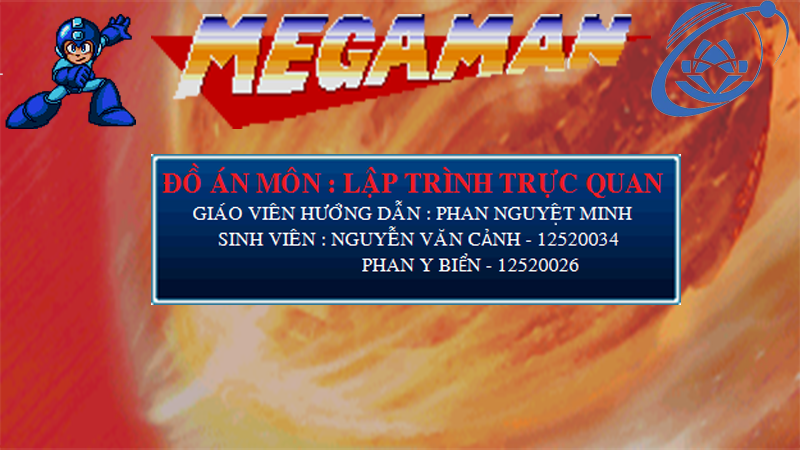 MEGAMAN
ĐỒ ÁN MÔN : LẬP TRÌNH TRỰC QUAN
GIÁO VIÊN HƯỚNG DẪN : PHAN NGUYỆT MINH
SINH VIÊN : NGUYỄN VĂN CẢNH - 12520034
PHAN Y BIỂN - 12520026